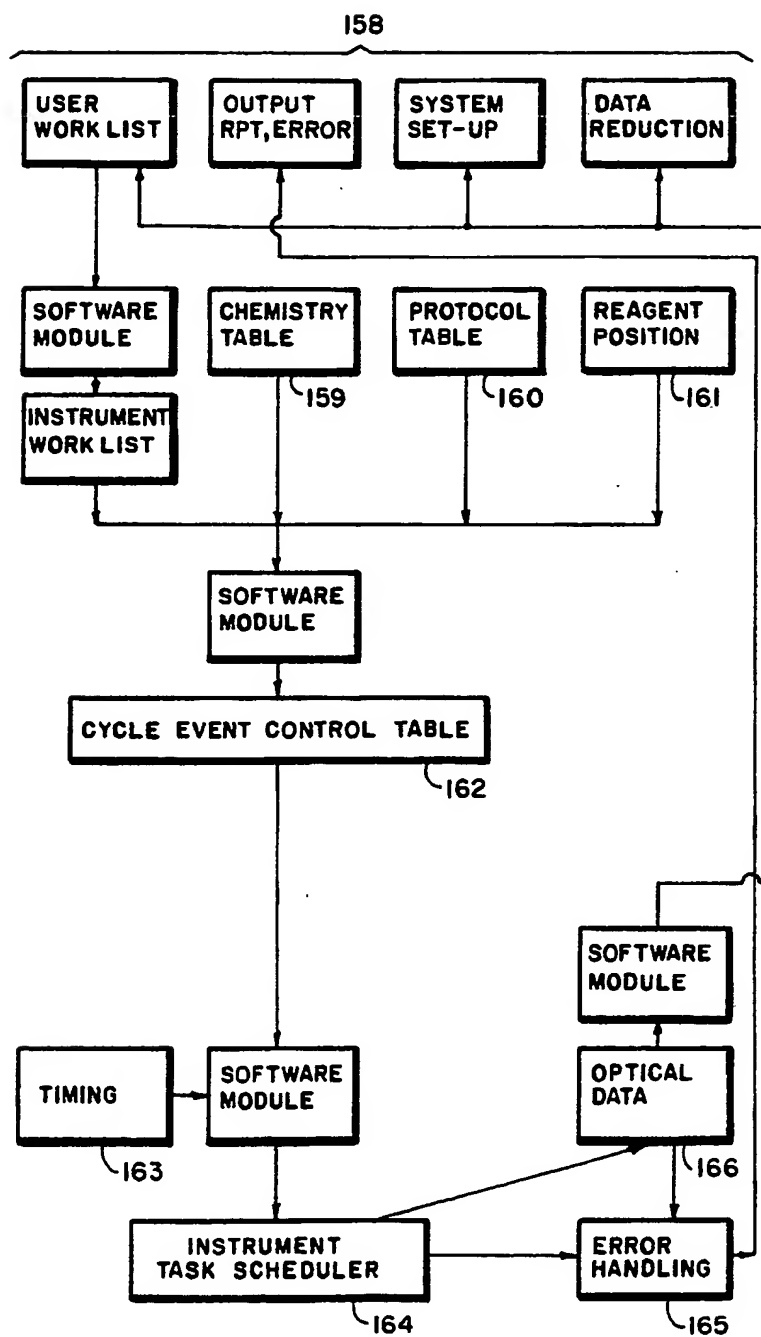 158
USER
WORK LIST
OUTPUT
RPT, ERROR
SYSTEM
SET-UP
DATA
REDUCTION
SOFTWARE
MODULE
CHEMISTRY
TABLE
159
PROTOCOL
TABLE
160
REAGENT
POSITION
161
INSTRUMENT
WORK LIST
SOFTWARE
MODULE
CYCLE EVENT CONTROL TABLE
162
SOFTWARE
MODULE
TIMING
163
SOFTWARE
MODULE
OPTICAL
DATA
166
INSTRUMENT
TASK SCHEDULER
164
ERROR
HANDLING
165